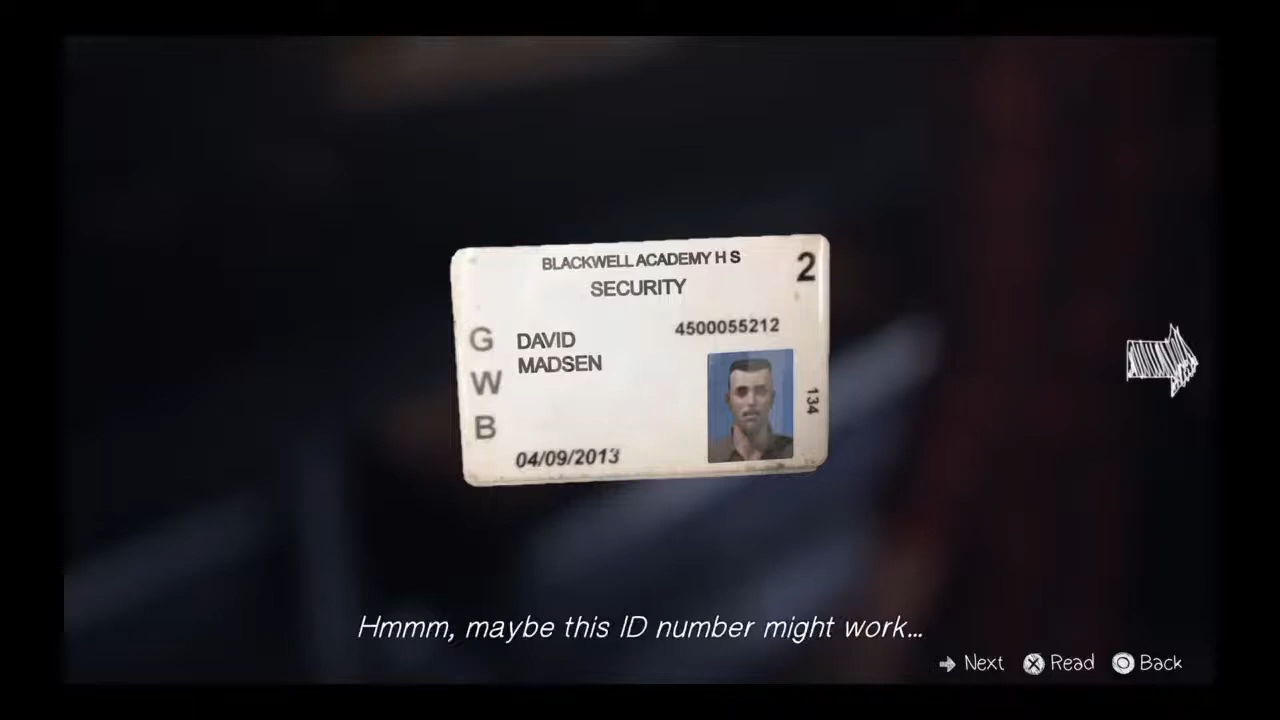 BLACKWELL ACADEMY H S
2
SECURITY
4500055212
G
W
B
DAVID
MADSEN
134
04/09/2013
Hmmm, maybe this ID number might work...
Next
Read
Back